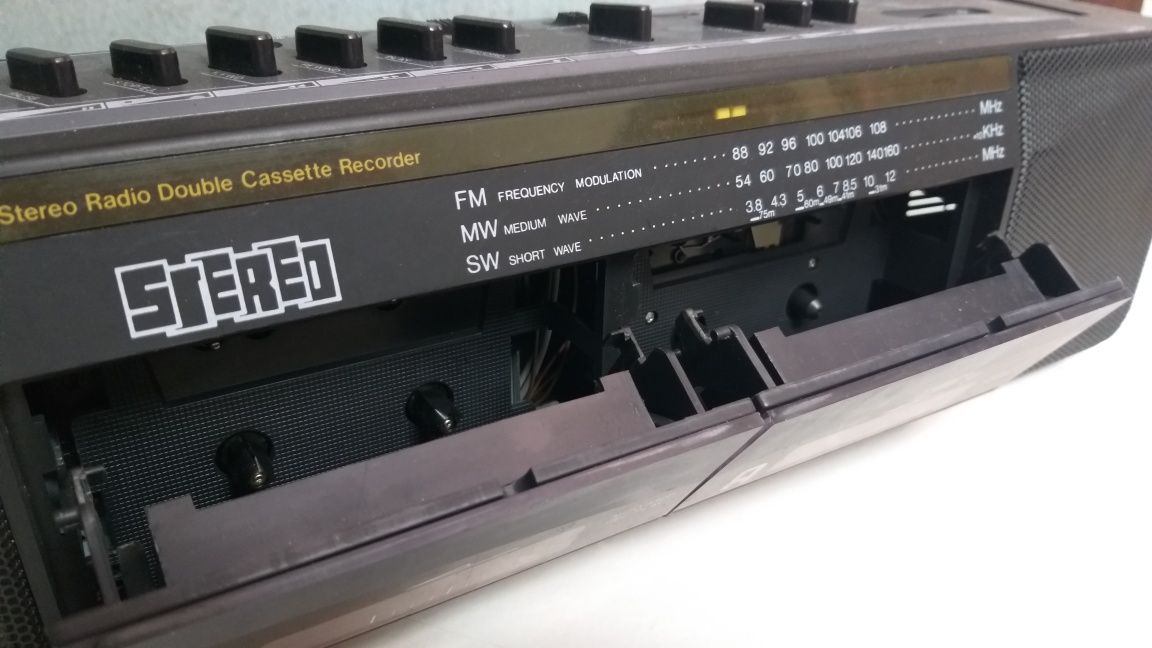 Stereo Radio Double Cassette Recorder
STEREO
FM FREQUENCY MODULATION 88 92 96 100 104 106 108 MHz
MW MEDIUM WAVE 54 60 70 80 100 120 140 160 KHz
SW SHORT WAVE 3.8 4.3 5 6 7 8.5 10 12 MHz
75m 60m 49m 41m 31m